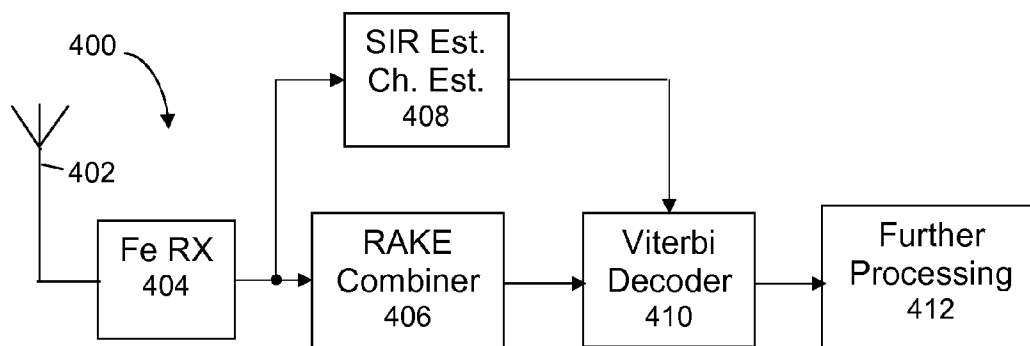 400
402
SIR Est.
Ch. Est.
408
Fe RX
404
RAKE
Combiner
406
Viterbi
Decoder
410
Further
Processing
412